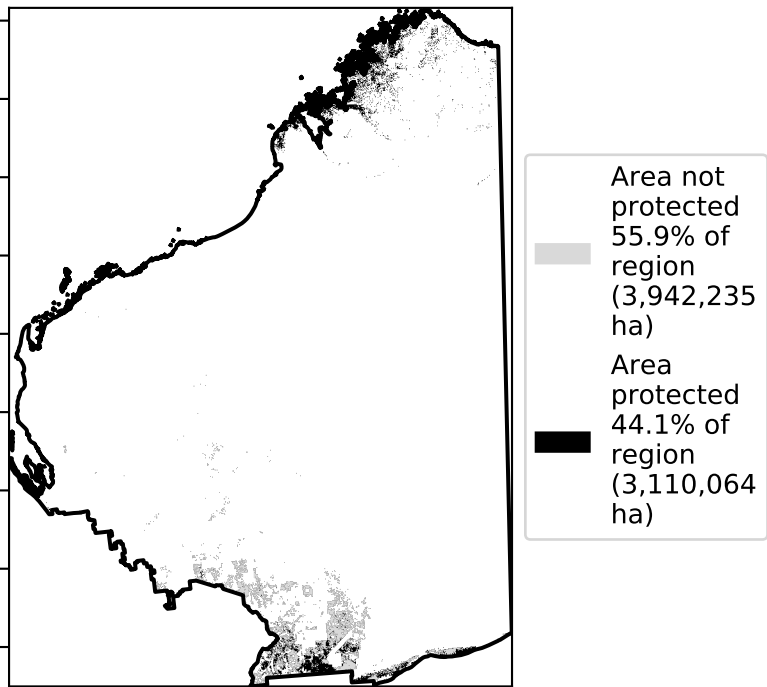 Area not
protected
55.9% of
region
(3,942,235
ha)
Area
protected
44.1% of
region
(3,110,064
ha)